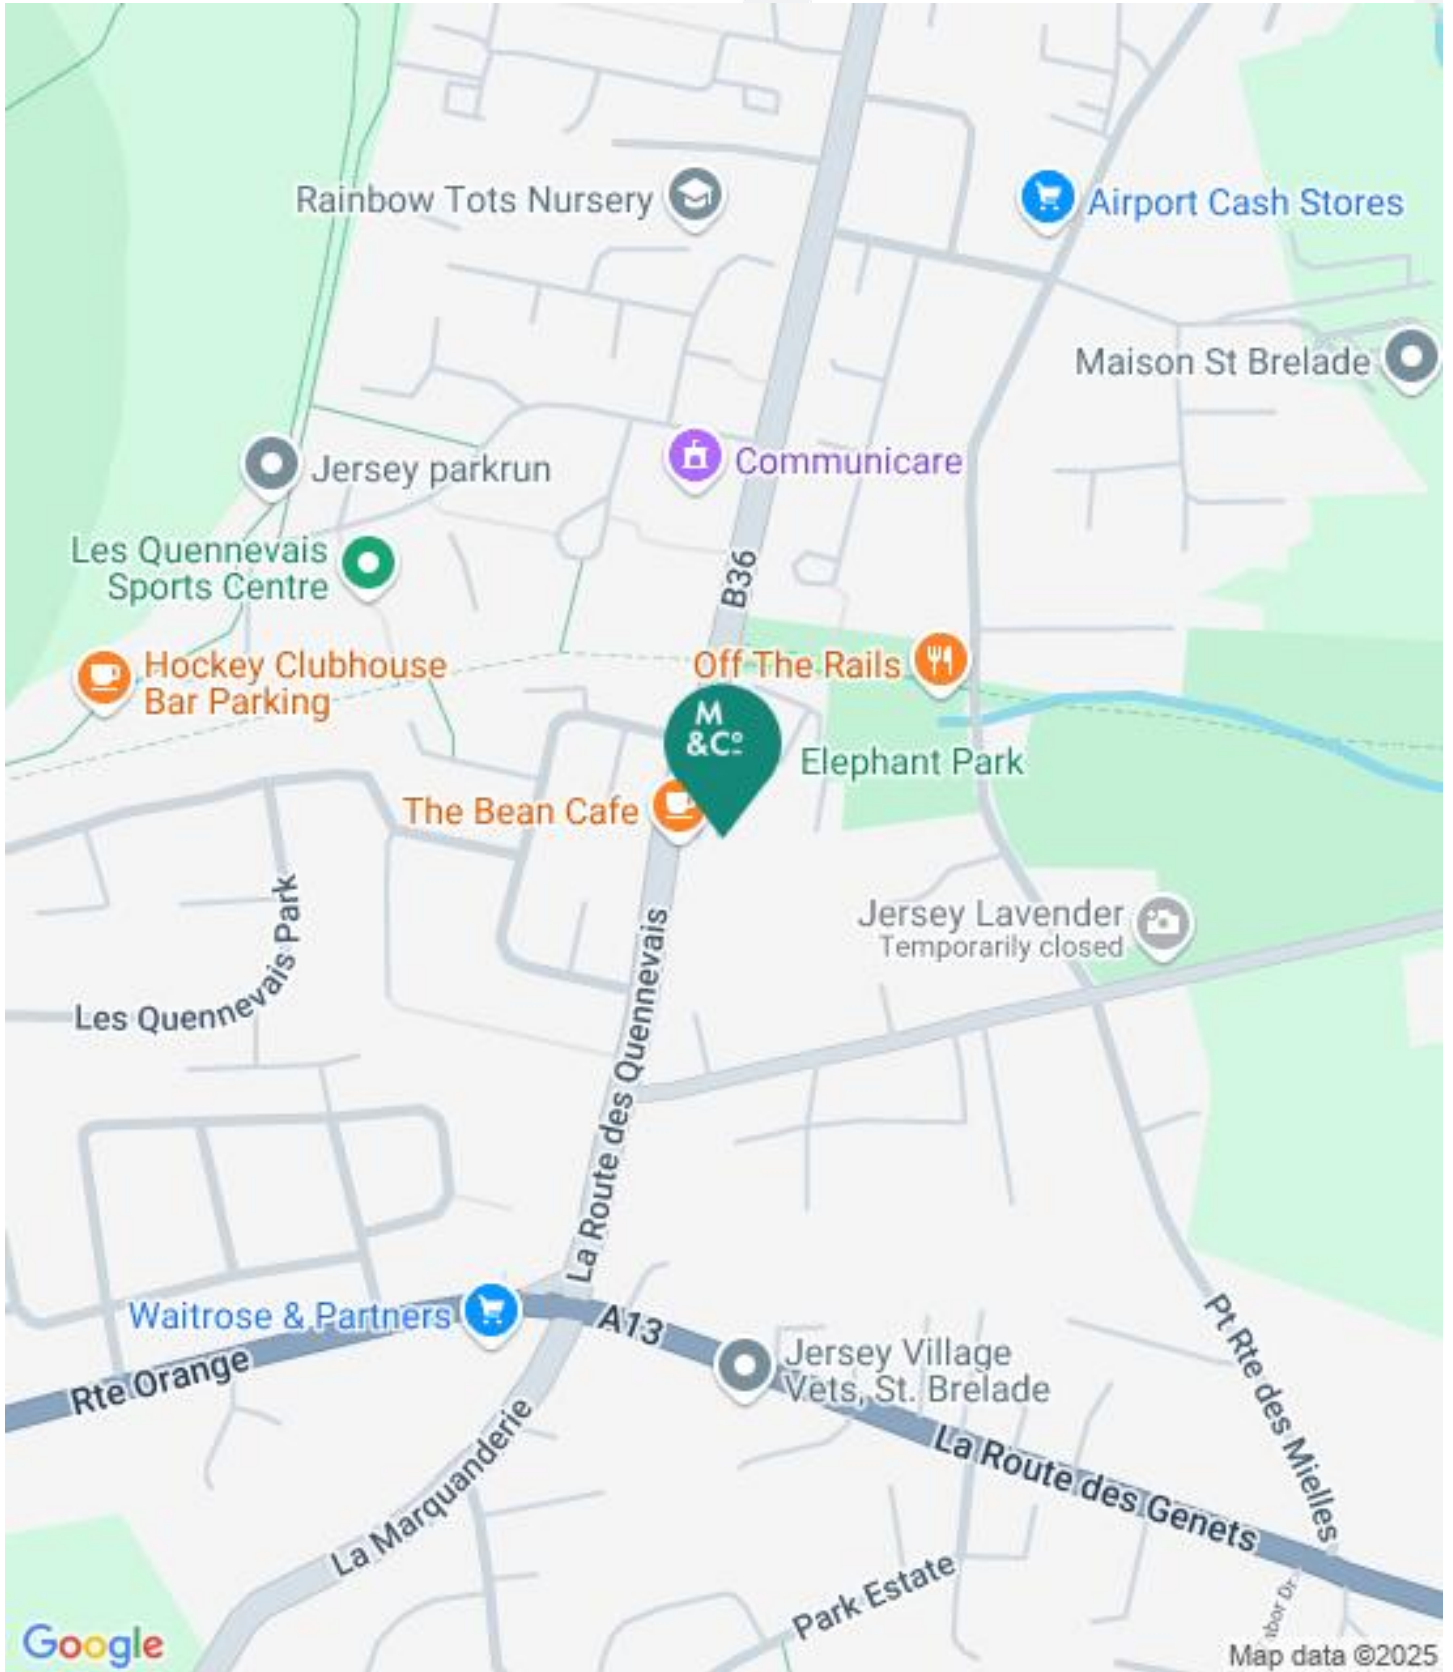 Rainbow Tots Nursery
Airport Cash Stores
Maison St Brelade
Communicare
Jersey parkrun
Les Quennevais
Sports Centre
B36
Hockey Clubhouse
Bar Parking
Off The Rails
M
&Cº
Elephant Park
The Bean Cafe
Les Quennevais Park
Jersey Lavender
Temporarily closed
La Route des Quennevais
Waitrose & Partners
A13
Rte Orange
Jersey Village
Vets, St. Brelade
Pt Rte des Mielles
La Marquanderie
La Route des Genets
Park Estate
Google
Map data ©2025